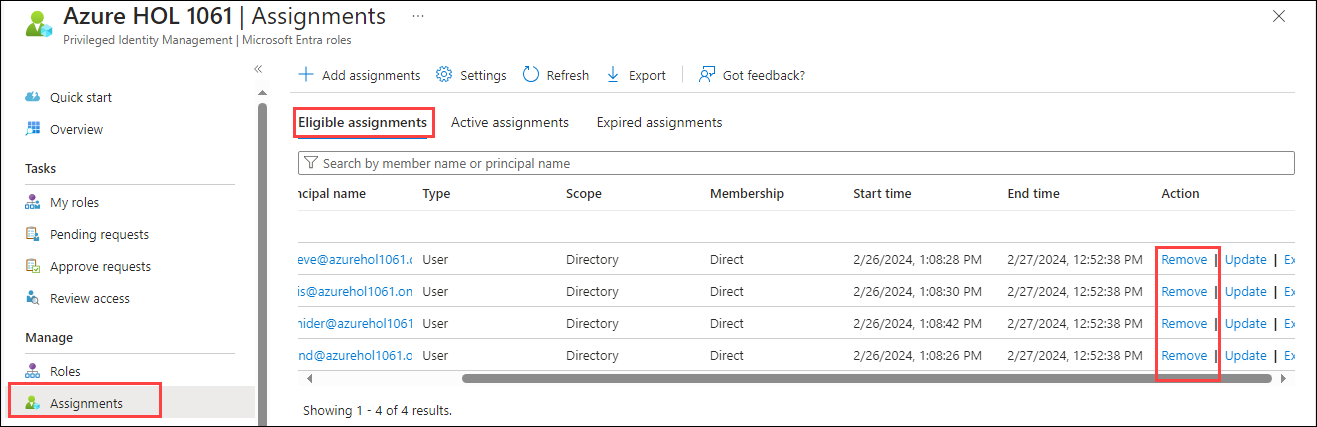 Azure HOL 1061 | Assignments ...
Privileged Identity Management | Microsoft Entra roles
Quick start
Overview
Tasks
My roles
Pending requests
Approve requests
Review access
Manage
Roles
Assignments
Add assignments Settings Refresh Export Got feedback?
Eligible assignments Active assignments Expired assignments
Search by member name or principal name
ncipal name Type Scope Membership Start time End time Action
eve@azurehol1061.o User Directory Direct 2/26/2024, 1:08:28 PM 2/27/2024, 12:52:38 PM Remove | Update | Ex
is@azurehol1061.on User Directory Direct 2/26/2024, 1:08:30 PM 2/27/2024, 12:52:38 PM Remove | Update | Ex
nider@azurehol1061 User Directory Direct 2/26/2024, 1:08:42 PM 2/27/2024, 12:52:38 PM Remove | Update | Ex
nd@azurehol1061.o User Directory Direct 2/26/2024, 1:08:26 PM 2/27/2024, 12:52:38 PM Remove | Update | Ex
Showing 1 - 4 of 4 results.